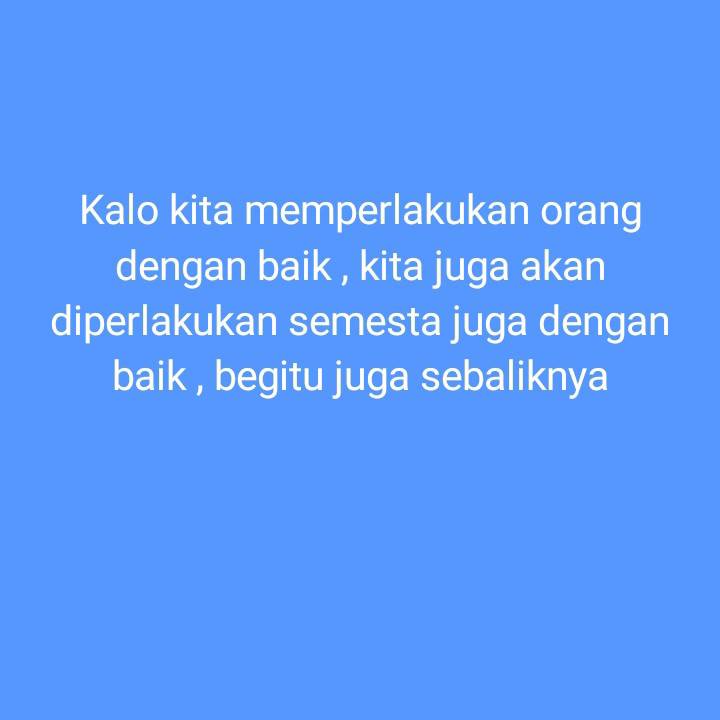 Kalo kita memperlakukan orang
dengan baik , kita juga akan
diperlakukan semesta juga dengan
baik , begitu juga sebaliknya